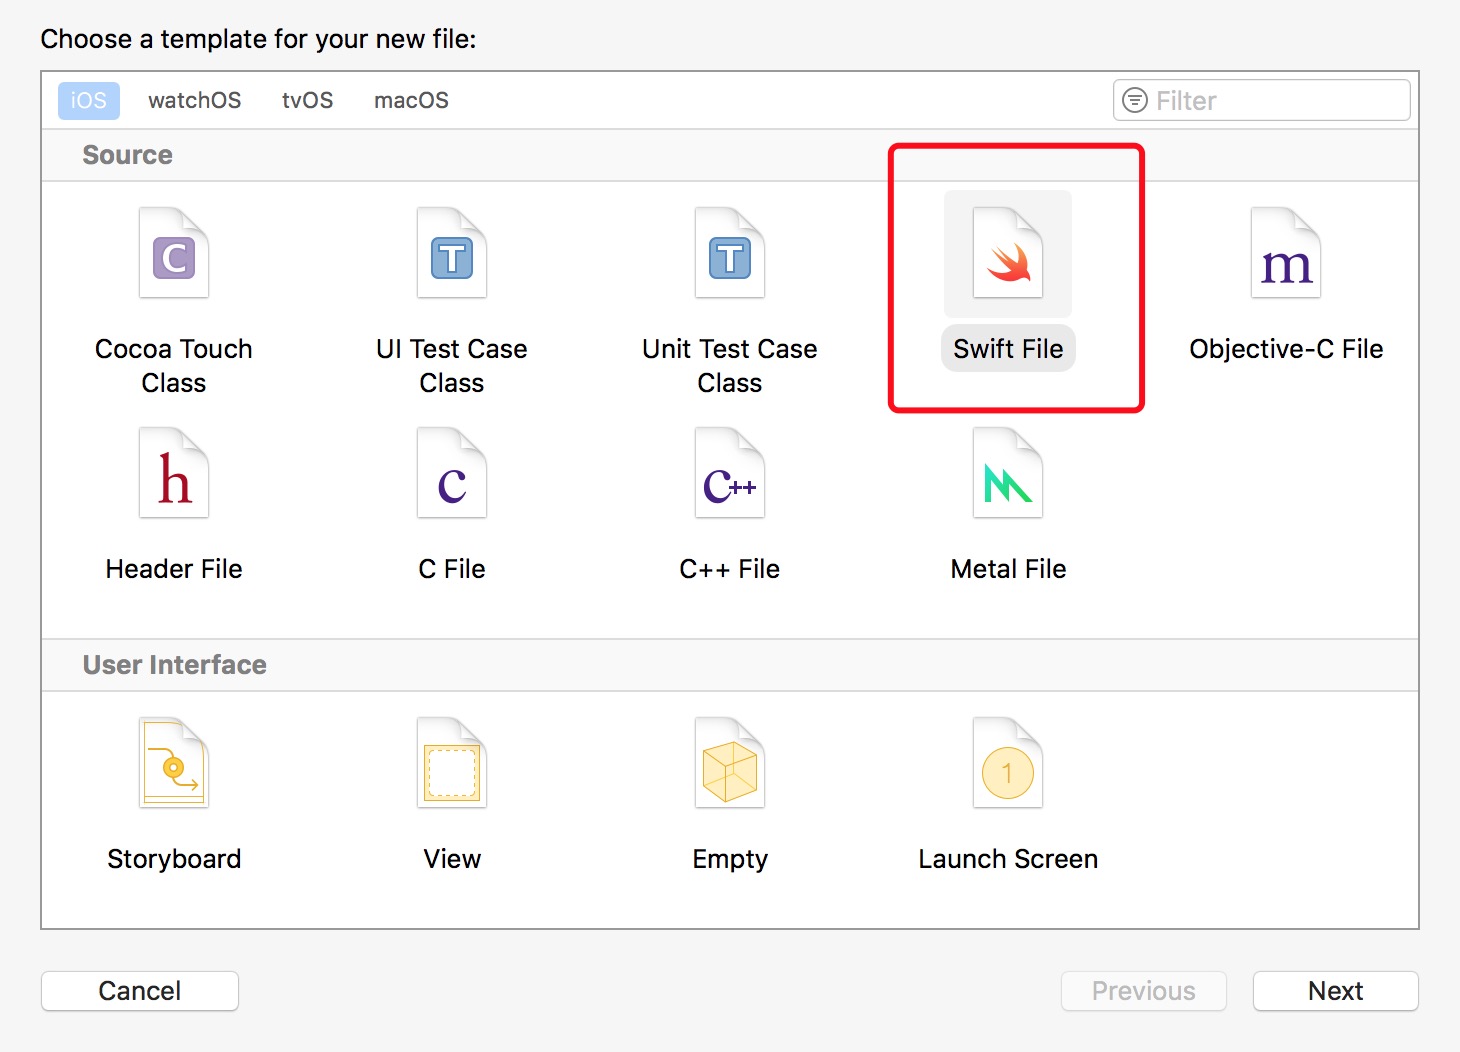 Choose a template for your new file:
iOS watchOS tvOS macOS Filter
Source
C T T m
Cocoa Touch Class UI Test Case Class Unit Test Case Class Swift File Objective-C File
h c c++
Header File C File C++ File Metal File
User Interface
1
Storyboard View Empty Launch Screen
Cancel Previous Next